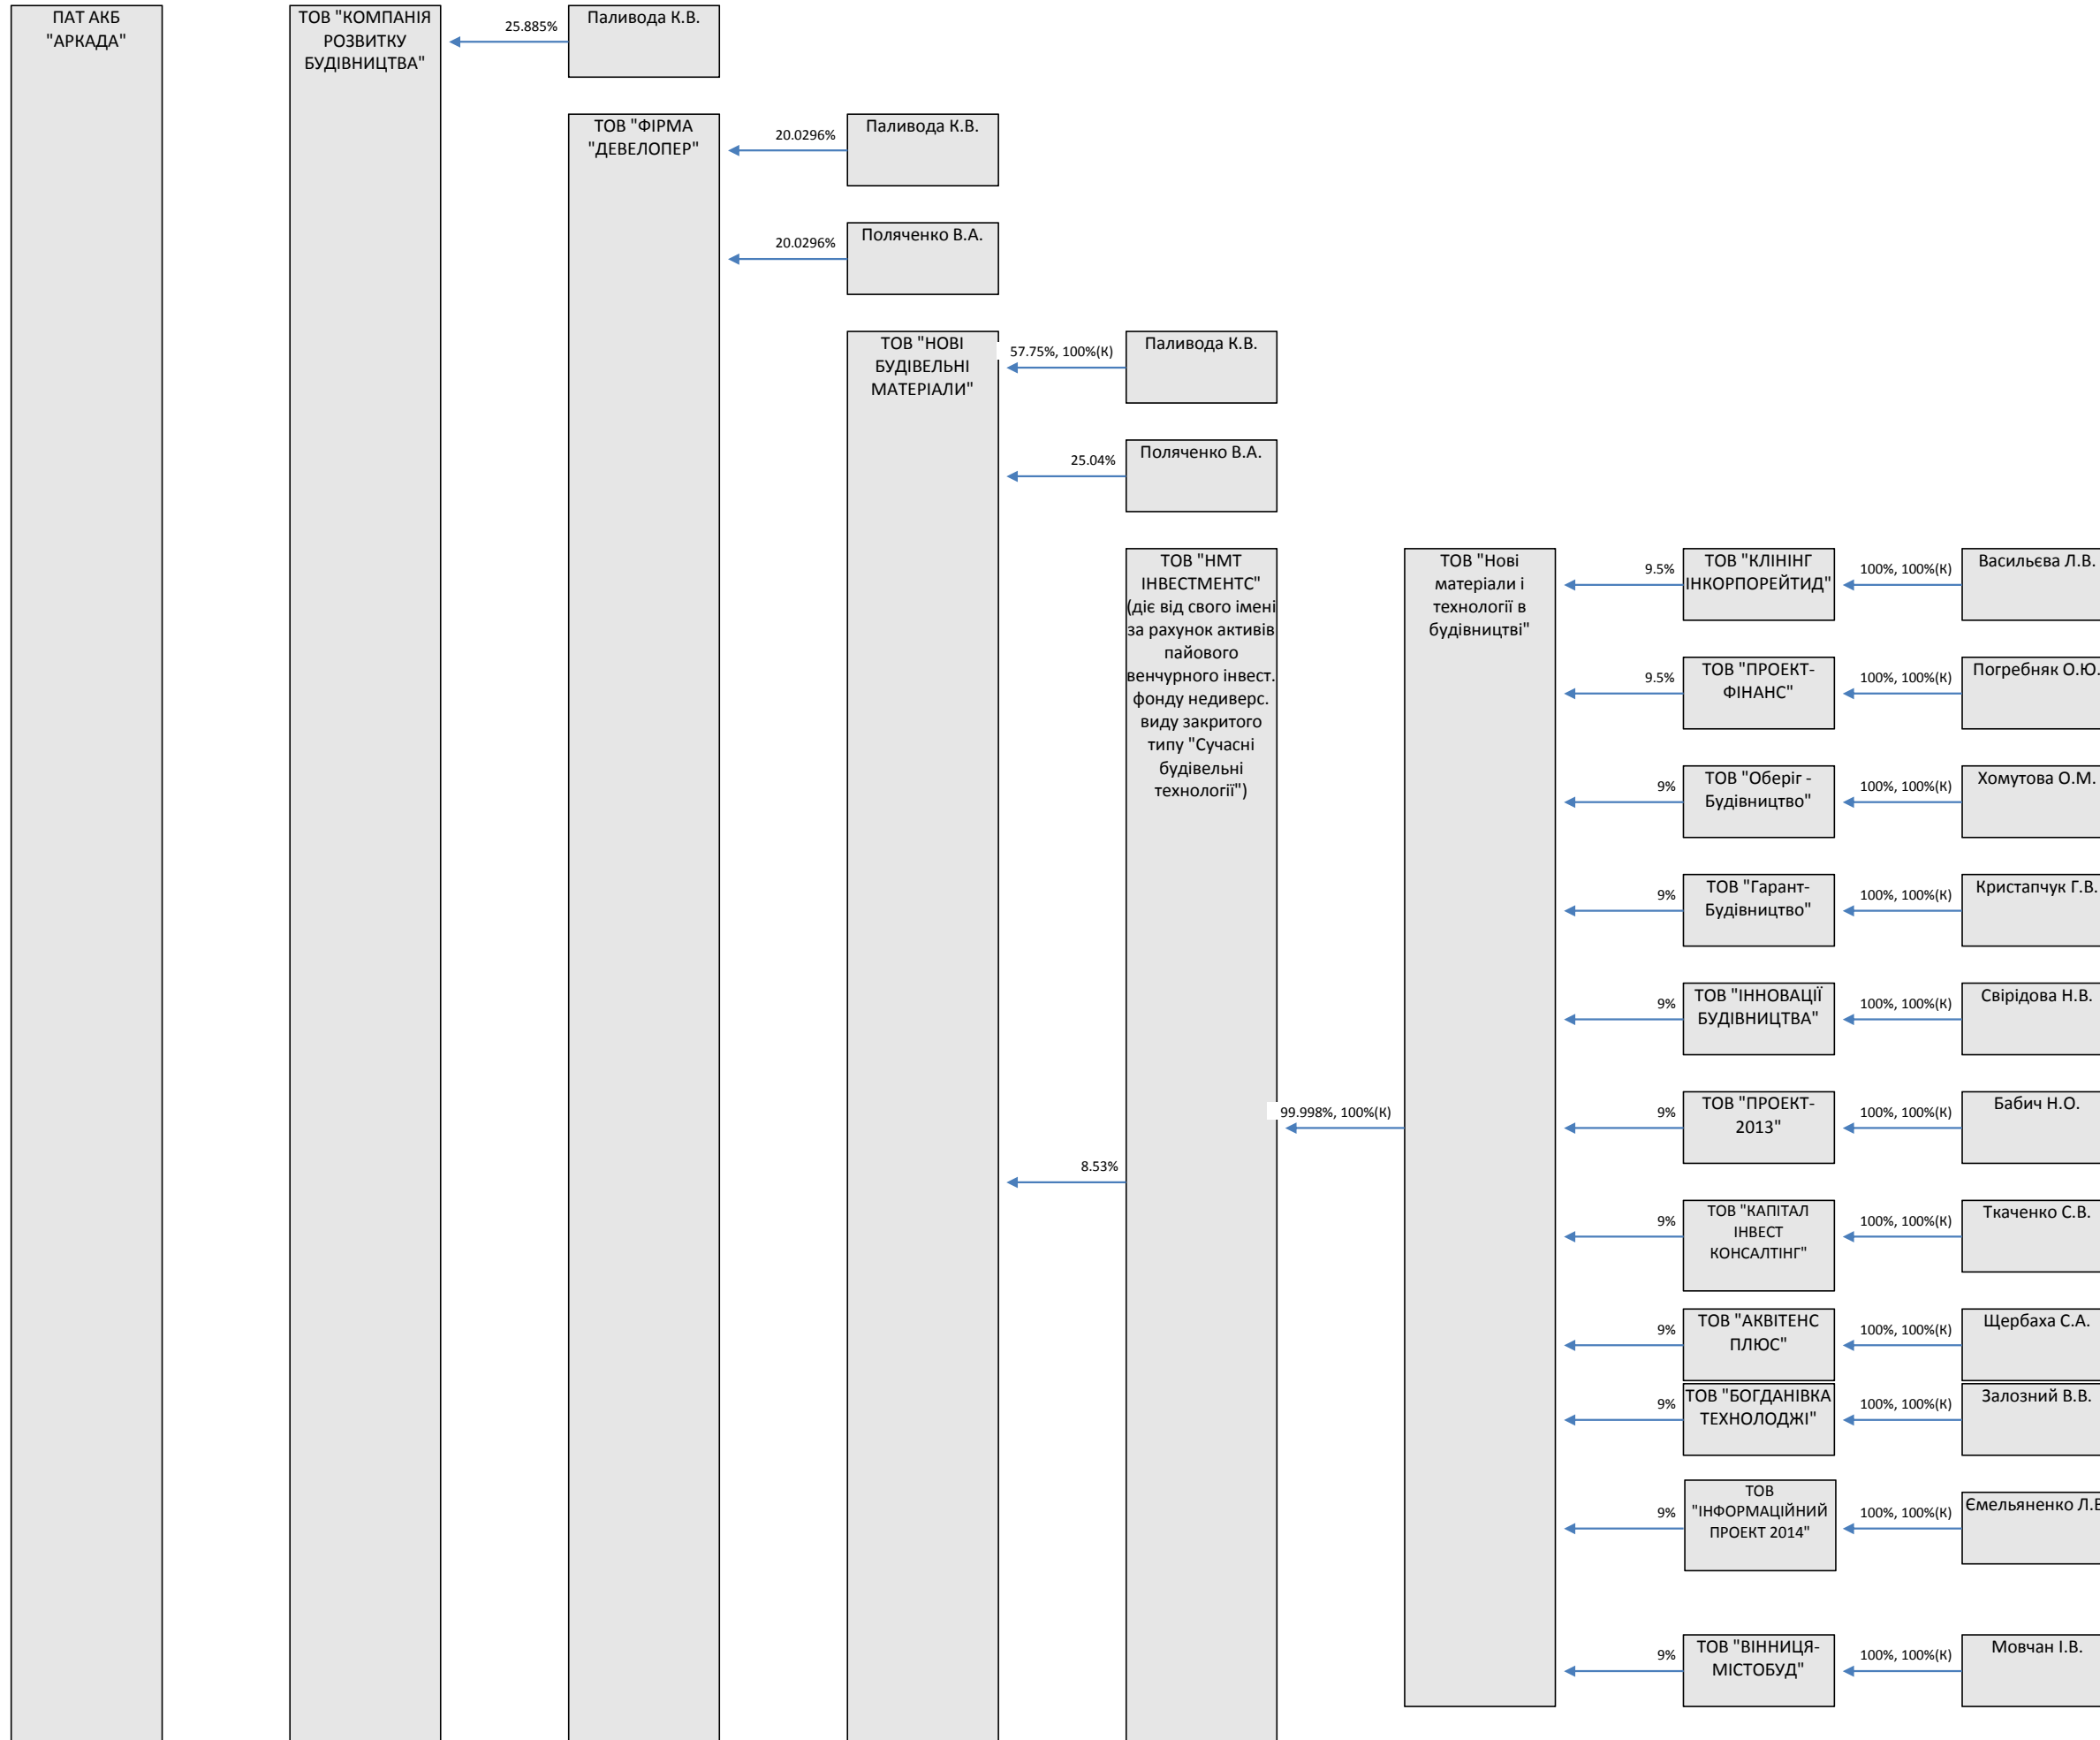 ПАТ АКБ
"АРКАДА"
ТОВ "КОМПАНІЯ
РОЗВИТКУ
БУДІВНИЦТВА"
25.885%
Паливода К.В.
ТОВ "ФІРМА
"ДЕВЕЛОПЕР"
20.0296%
Паливода К.В.
20.0296%
Поляченко В.А.
ТОВ "НОВІ
БУДІВЕЛЬНІ
МАТЕРІАЛИ"
57.75%, 100%(К)
Паливода К.В.
25.04%
Поляченко В.А.
8.53%
ТОВ "НМТ
ІНВЕСТМЕНТС"
(діє від свого імені
за рахунок активів
пайового
венчурного інвест.
фонду недиверс.
виду закритого
типу "Сучасні
будівельні
технології")
99.998%, 100%(К)
ТОВ "Нові
матеріали і
технології в
будівництві"
9.5%
ТОВ "КЛІНІНГ
ІНКОРПОРЕЙТИД"
100%, 100%(К)
Васильєва Л.В.
9.5%
ТОВ "ПРОЕКТ-
ФІНАНС"
100%, 100%(К)
Погребняк О.Ю.
9%
ТОВ "Оберіг -
Будівництво"
100%, 100%(К)
Хомутова О.М.
9%
ТОВ "Гарант-
Будівництво"
100%, 100%(К)
Кристапчук Г.В.
9%
ТОВ "ІННОВАЦІЇ
БУДІВНИЦТВА"
100%, 100%(К)
Свірідова Н.В.
9%
ТОВ "ПРОЕКТ-
2013"
100%, 100%(К)
Бабич Н.О.
9%
ТОВ "КАПІТАЛ
ІНВЕСТ
КОНСАЛТІНГ"
100%, 100%(К)
Ткаченко С.В.
9%
ТОВ "АКВІТЕНС
ПЛЮС"
100%, 100%(К)
Щербаха С.А.
9%
ТОВ "БОГДАНІВКА
ТЕХНОЛОДЖІ"
100%, 100%(К)
Залозний В.В.
9%
ТОВ
"ІНФОРМАЦІЙНИЙ
ПРОЕКТ 2014"
100%, 100%(К)
Ємельяненко
9%
ТОВ "ВІННИЦЯ-
МІСТОБУД"
100%, 100%(К)
Мовчан І.В.